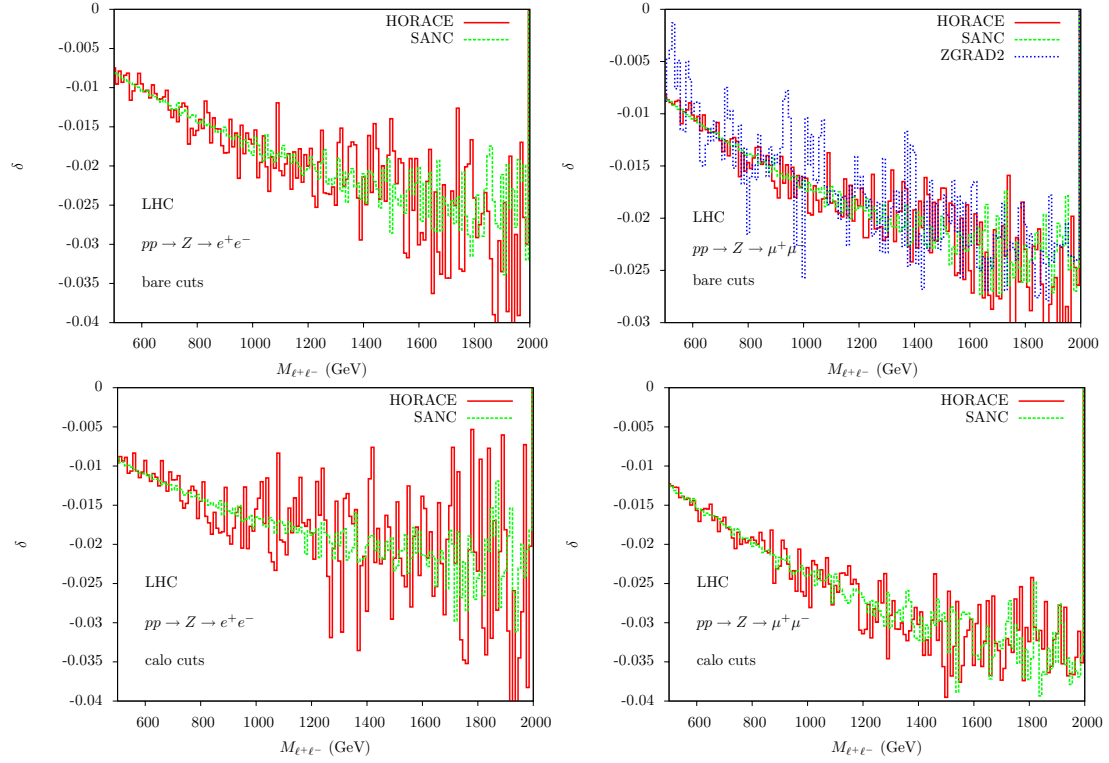 HORACE
SANC
0
-0.005
-0.01
-0.015
-0.02
-0.025
-0.03
-0.035
-0.04
δ
LHC
pp → Z → e⁺e⁻
bare cuts
600 800 1000 1200 1400 1600 1800 2000
M_{ℓ⁺ℓ⁻} (GeV)
HORACE
SANC
ZGRAD2
0
-0.005
-0.01
-0.015
-0.02
-0.025
-0.03
δ
LHC
pp → Z → μ⁺μ⁻
bare cuts
600 800 1000 1200 1400 1600 1800 2000
M_{ℓ⁺ℓ⁻} (GeV)
HORACE
SANC
0
-0.005
-0.01
-0.015
-0.02
-0.025
-0.03
-0.035
-0.04
δ
LHC
pp → Z → e⁺e⁻
calo cuts
600 800 1000 1200 1400 1600 1800 2000
M_{ℓ⁺ℓ⁻} (GeV)
HORACE
SANC
0
-0.005
-0.01
-0.015
-0.02
-0.025
-0.03
-0.035
-0.04
δ
LHC
pp → Z → μ⁺μ⁻
calo cuts
600 800 1000 1200 1400 1600 1800 2000
M_{ℓ⁺ℓ⁻} (GeV)